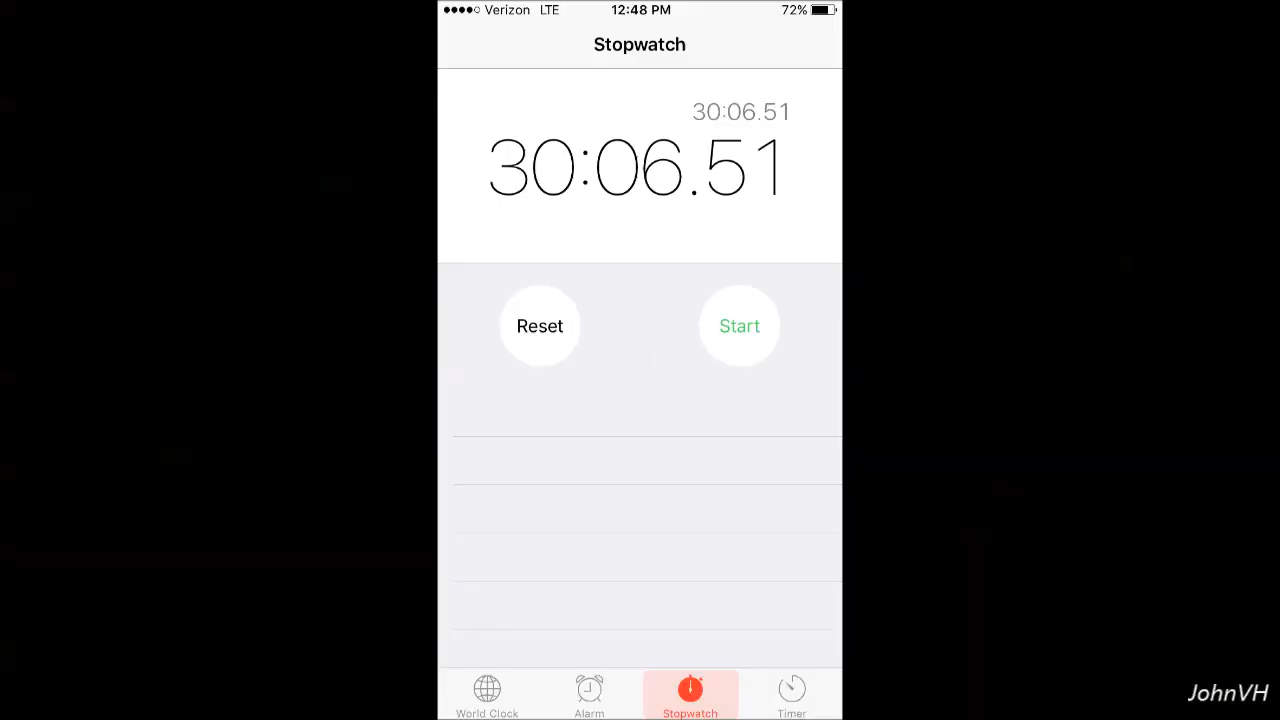 Verizon LTE 12:48 PM 72%
Stopwatch
30:06.51
30:06.51
Reset Start
World Clock Alarm Stopwatch Timer
JohnVH